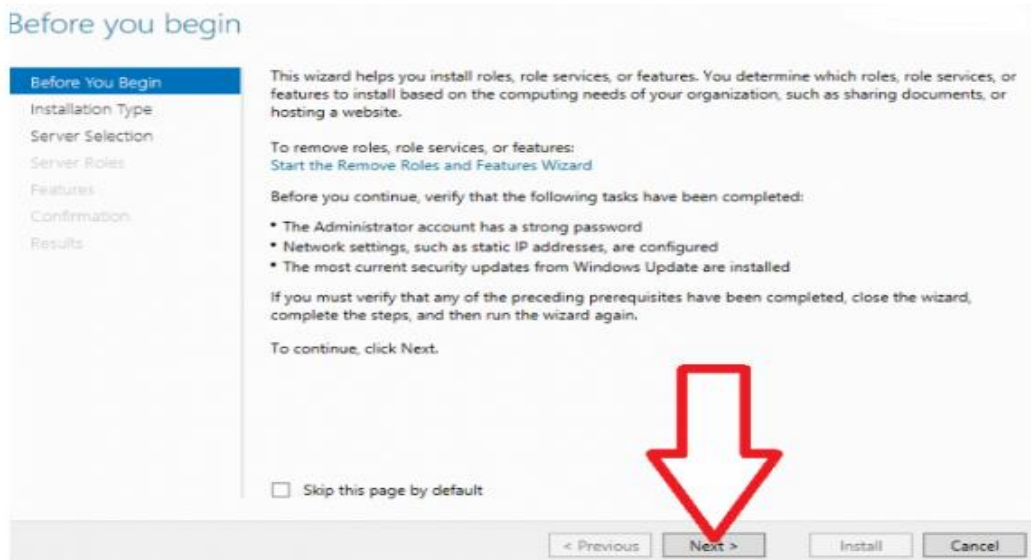 Before you begin
Before You Begin
Installation Type
Server Selection
Server Roles
Features
Confirmation
Results
This wizard helps you install roles, role services, or features. You determine which roles, role services, or
features to install based on the computing needs of your organization, such as sharing documents, or
hosting a website.
To remove roles, role services, or features:
Start the Remove Roles and Features Wizard
Before you continue, verify that the following tasks have been completed:
• The Administrator account has a strong password
• Network settings, such as static IP addresses, are configured
• The most current security updates from Windows Update are installed
If you must verify that any of the preceding prerequisites have been completed, close the wizard,
complete the steps, and then run the wizard again.
To continue, click Next.
Skip this page by default
< Previous
Next >
Install
Cancel